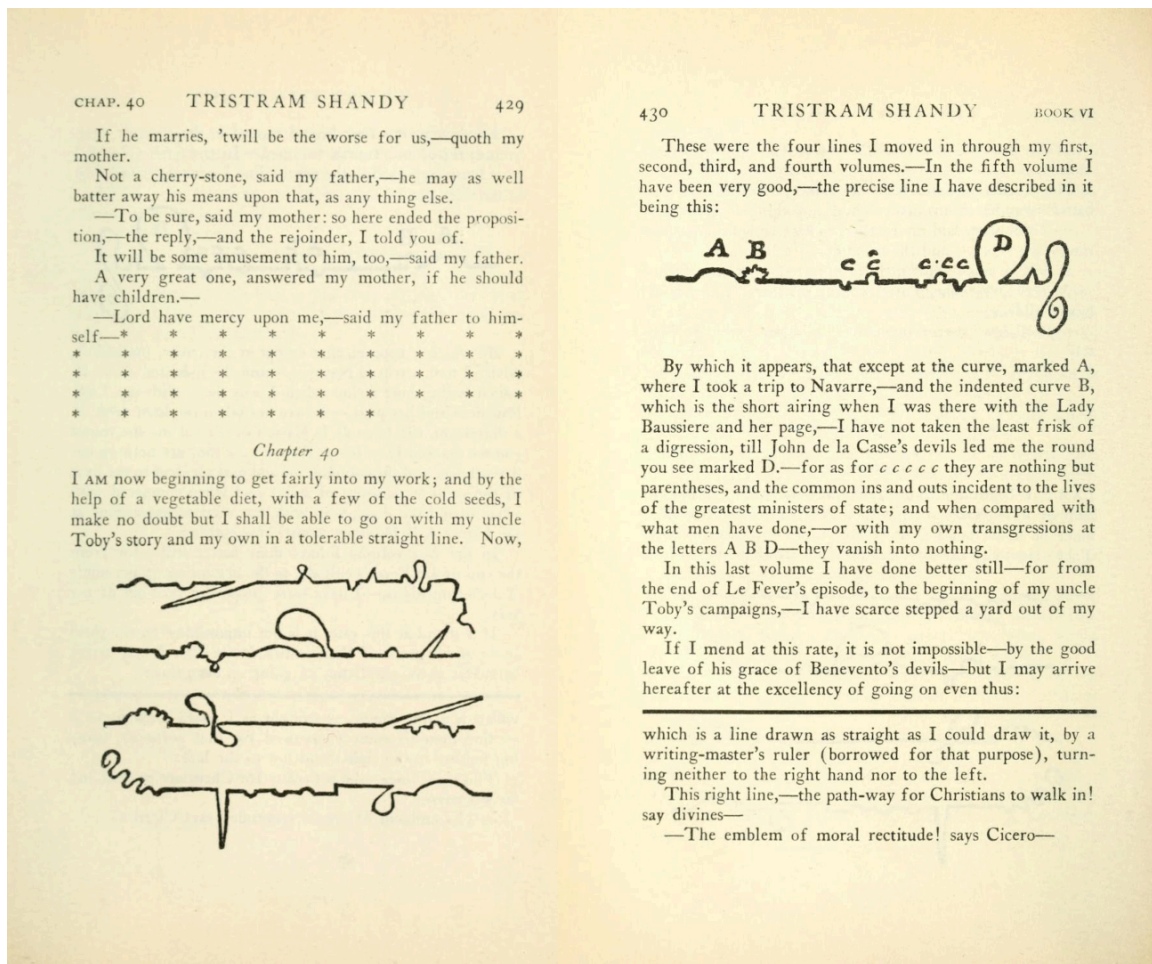 CHAP. 40 TRISTRAM SHANDY 429
If he marries, 'twill be the worse for us,—quoth my
mother.
Not a cherry-stone, said my father,—he may as well
batter away his means upon that, as any thing else.
—To be sure, said my mother: so here ended the proposi-
tion,—the reply,—and the rejoinder, I told you of.
It will be some amusement to him, too,—said my father.
A very great one, answered my mother, if he should
have children.—
—Lord have mercy upon me,—said my father to him-
self—* * * * * * * * *
* * * * * * * * * *
* * * * * * * * * *
* * * * * * * * * *
* * * * * * *
Chapter 40
I AM now beginning to get fairly into my work; and by the
help of a vegetable diet, with a few of the cold seeds, I
make no doubt but I shall be able to go on with my uncle
Toby's story and my own in a tolerable straight line. Now,
430 TRISTRAM SHANDY BOOK VI
These were the four lines I moved in through my first,
second, third, and fourth volumes.—In the fifth volume I
have been very good,—the precise line I have described in it
being this:
A B c c c c c D
By which it appears, that except at the curve, marked A,
where I took a trip to Navarre,—and the indented curve B,
which is the short airing when I was there with the Lady
Baussiere and her page,—I have not taken the least frisk of
a digression, till John de la Casse's devils led me the round
you see marked D.—for as for c c c c c they are nothing but
parentheses, and the common ins and outs incident to the lives
of the greatest ministers of state; and when compared with
what men have done,—or with my own transgressions at
the letters A B D—they vanish into nothing.
In this last volume I have done better still—for from
the end of Le Fever's episode, to the beginning of my uncle
Toby's campaigns,—I have scarce stepped a yard out of my
way.
If I mend at this rate, it is not impossible—by the good
leave of his grace of Benevento's devils—but I may arrive
hereafter at the excellency of going on even thus:
which is a line drawn as straight as I could draw it, by a
writing-master's ruler (borrowed for that purpose), turn-
ing neither to the right hand nor to the left.
This right line,—the path-way for Christians to walk in!
say divines—
—The emblem of moral rectitude! says Cicero—